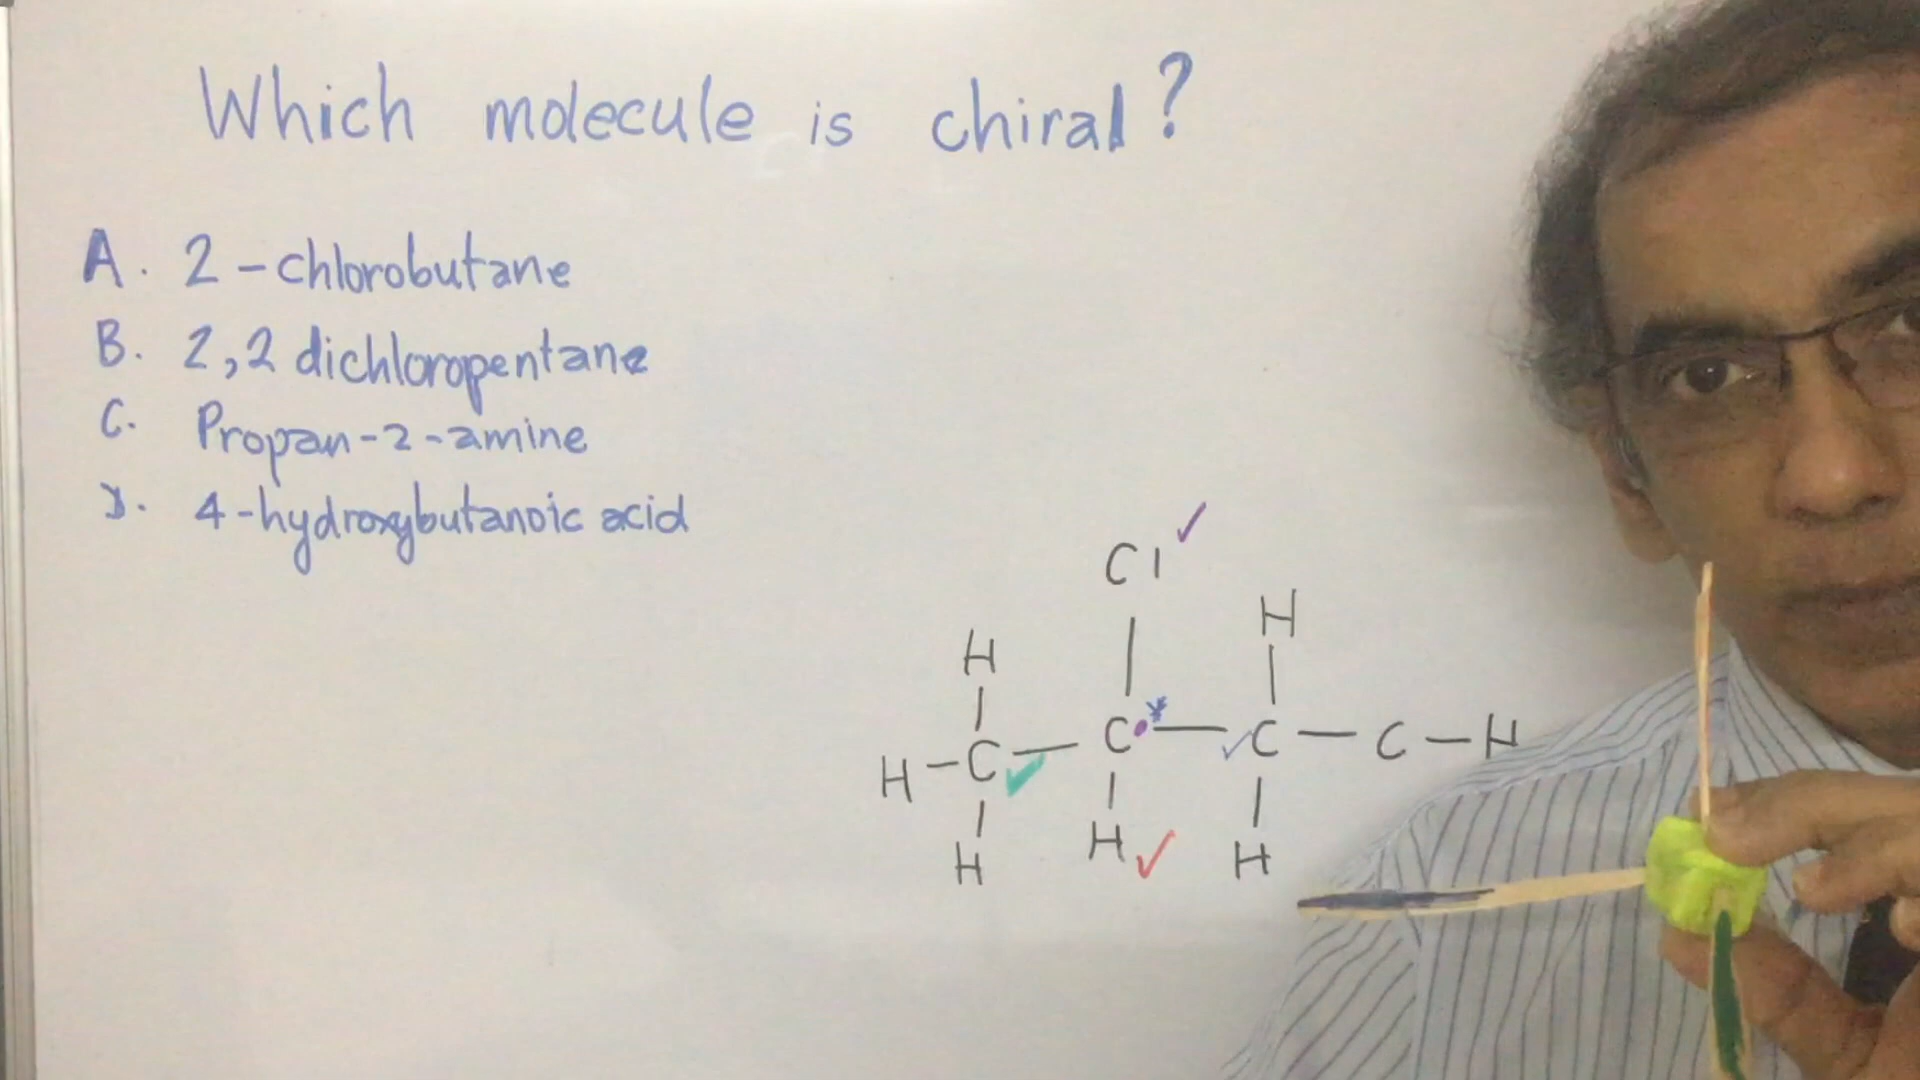 Which molecule is chiral?
A. 2-chlorobutane
B. 2,2 dichloropentane
C. Propan-2-amine
D. 4-hydroxybutanoic acid
Cl ✓
H H
H-C✓-C*-✓C-C-H
H H✓ H